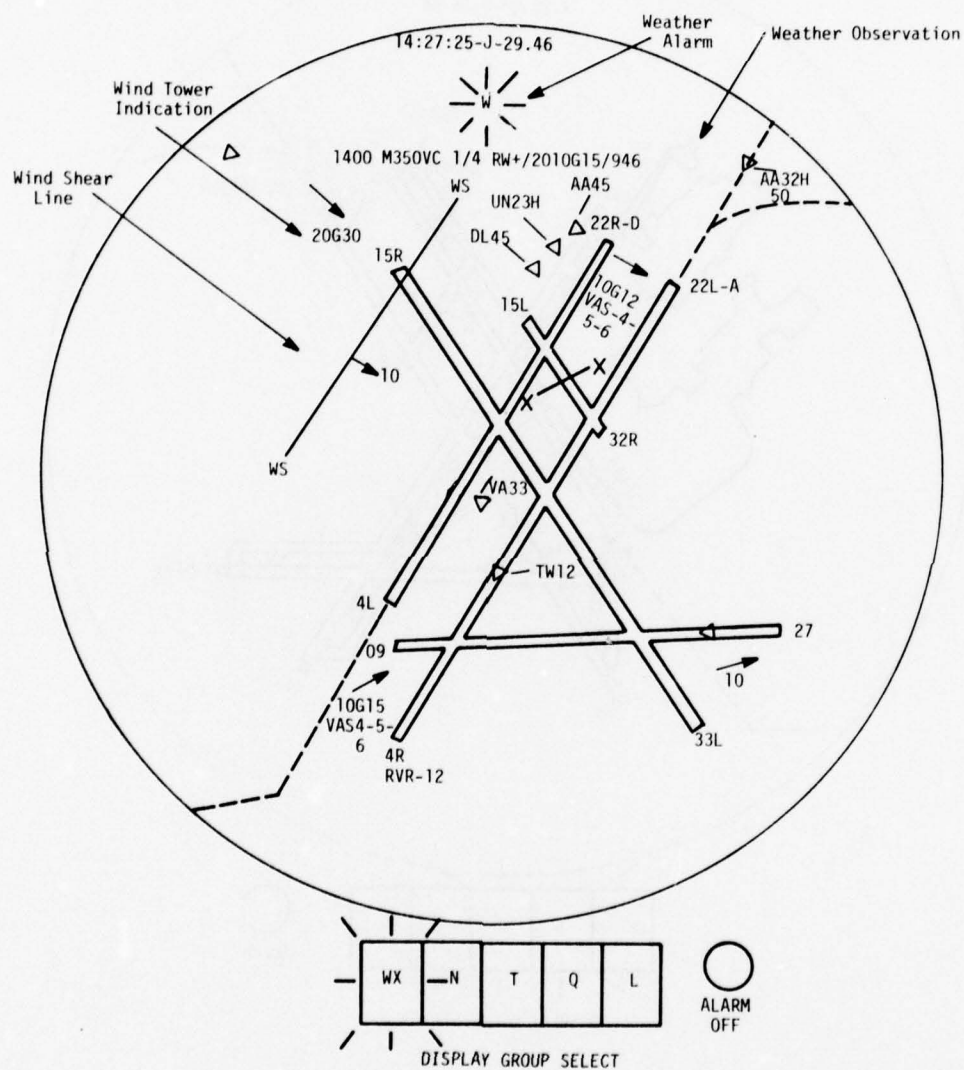 14:27:25-J-29.46
Weather
Alarm
Weather Observation
W
Wind Tower
Indication
1400 M350VC 1/4 RW+/2010G15/946
Wind Shear
Line
WS
AA45
AA32H
50
UN23H
20G30
22R-D
DL45
15R
22L-A
10G12
VAS-4-
5-6
15L
X
10
X
32R
WS
VA33
TW12
4L
27
09
10
10G15
VAS4-5-
6
4R
RVR-12
33L
WX
N
T
Q
L
ALARM
OFF
DISPLAY GROUP SELECT